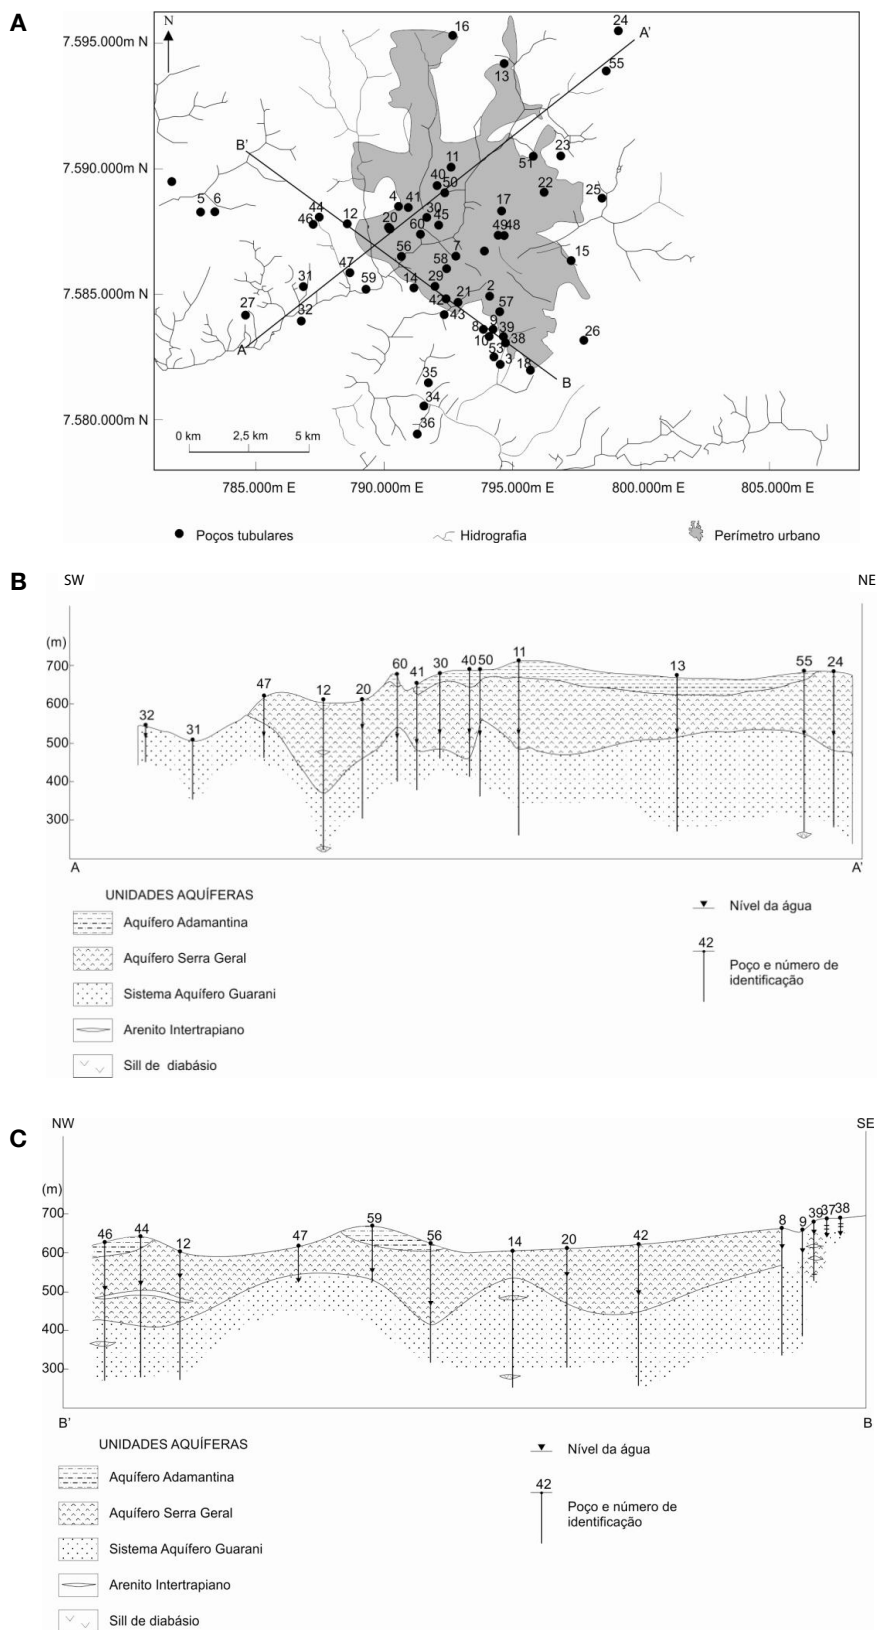 A
N
7.595.000m N
7.590.000m N
7.585.000m N
7.580.000m N
16
24
A'
55
13
B'
11
51
23
40
50
22
25
5
6
4
41
17
44
46
12
20
30
45
60
49
48
15
56
7
58
47
59
14
29
31
2
27
32
42
21
57
43
A
8
9
39
10
38
26
53
3
18
B
35
34
36
0 km
2,5 km
5 km
785.000m E
790.000m E
795.000m E
800.000m E
805.000m E
Poços tubulares
Hidrografia
Perímetro urbano
B
SW
NE
(m)
700
600
500
400
300
32
31
47
12
20
60
41
30
40
50
11
13
55
24
A
A'
UNIDADES AQUÍFERAS
Aquífero Adamantina
Aquífero Serra Geral
Sistema Aquífero Guarani
Arenito Intertrapiano
Sill de diabásio
Nível da água
42
Poço e número de
identificação
C
NW
SE
(m)
700
600
500
400
300
46
44
12
47
59
56
14
20
42
8
9
39
37
38
B'
B
UNIDADES AQUÍFERAS
Aquífero Adamantina
Aquífero Serra Geral
Sistema Aquífero Guarani
Arenito Intertrapiano
Sill de diabásio
Nível da água
42
Poço e número de
identificação